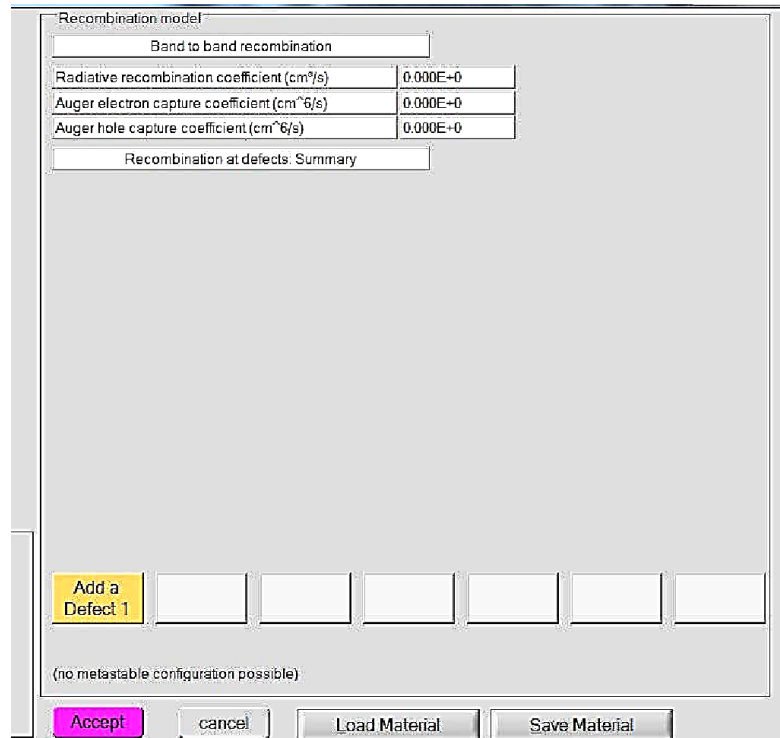 Recombination model
Band to band recombination
Radiative recombination coefficient (cm³/s) 0.000E+0
Auger electron capture coefficient (cm^6/s) 0.000E+0
Auger hole capture coefficient (cm^6/s) 0.000E+0
Recombination at defects: Summary
Add a
Defect 1
(no metastable configuration possible)
Accept cancel Load Material Save Material